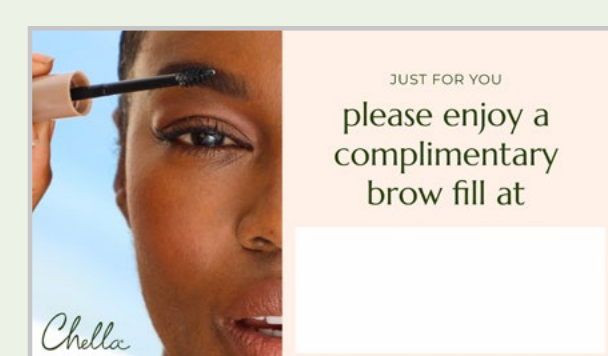 JUST FOR YOU
please enjoy a
complimentary
brow fill at
Chella